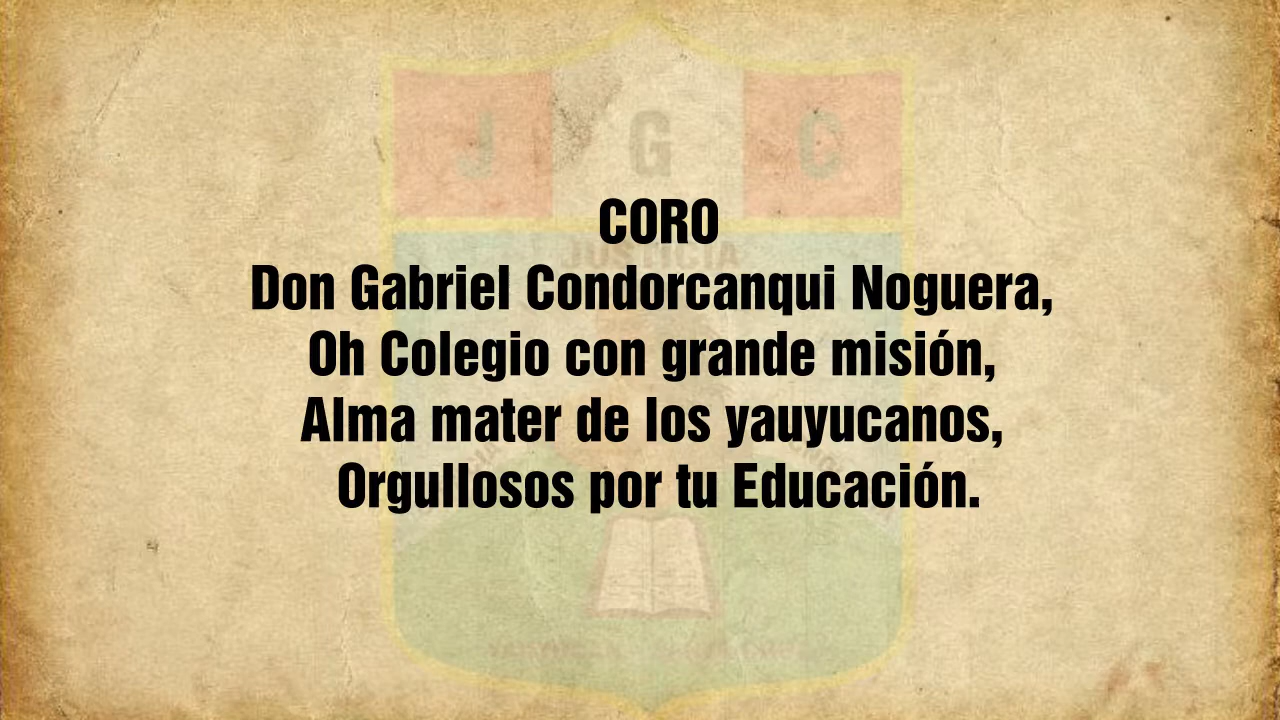 J G C
JUSTICIA
CORO
Don Gabriel Condorcanqui Noguera,
Oh Colegio con grande misión,
Alma mater de los yauyucanos,
Orgullosos por tu Educación.